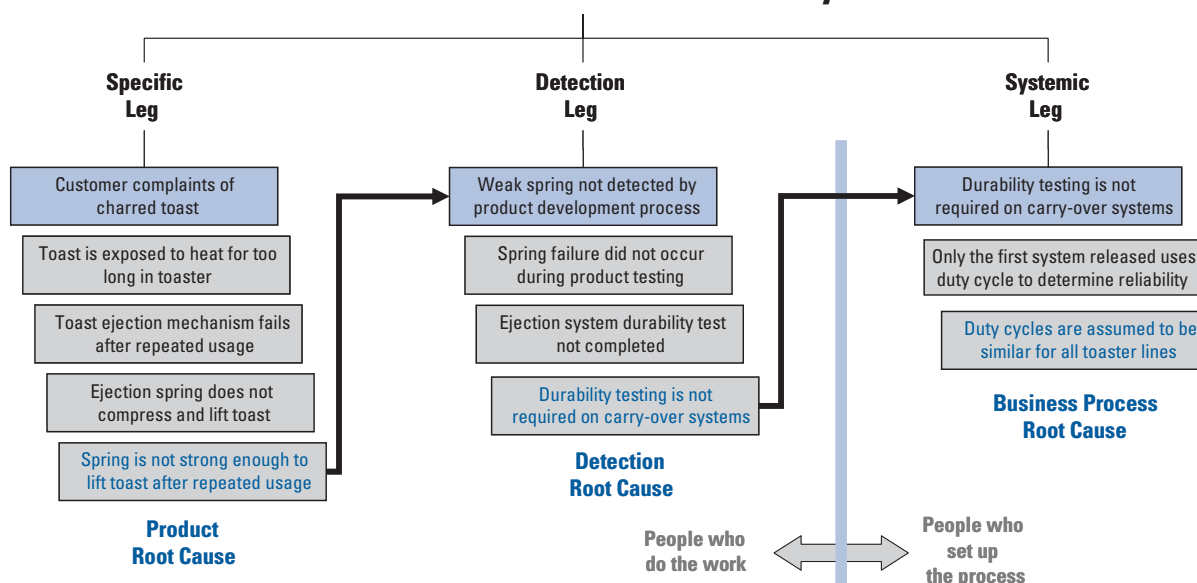 Specific
Leg
Customer complaints of
charred toast
Toast is exposed to heat for too
long in toaster
Toast ejection mechanism fails
after repeated usage
Ejection spring does not
compress and lift toast
Spring is not strong enough to
lift toast after repeated usage
Product
Root Cause
Detection
Leg
Weak spring not detected by
product development process
Spring failure did not occur
during product testing
Ejection system durability test
not completed
Durability testing is not
required on carry-over systems
Detection
Root Cause
Systemic
Leg
Durability testing is not
required on carry-over systems
Only the first system released uses
duty cycle to determine reliability
Duty cycles are assumed to be
similar for all toaster lines
Business Process
Root Cause
People who
do the work
People who
set up
the process